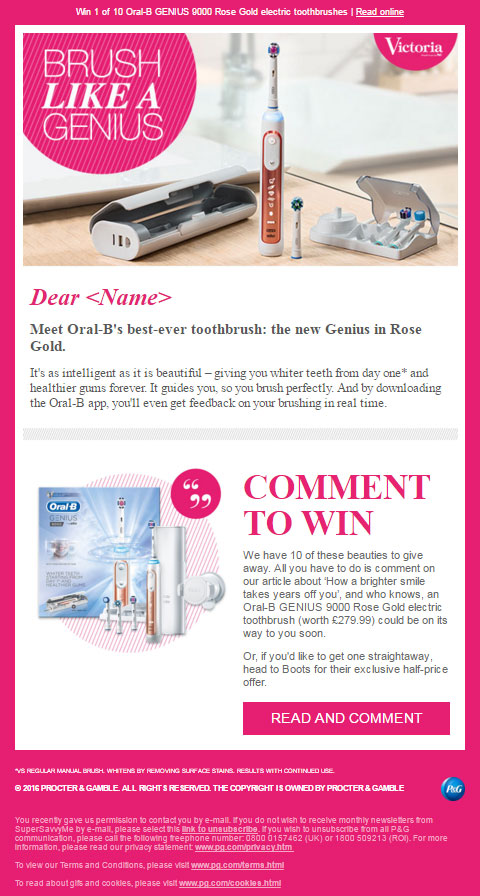 Win 1 of 10 Oral-B GENIUS 9000 Rose Gold electric toothbrushes | Read online
BRUSH
LIKE A
GENIUS
Victoria
Dear <Name>
Meet Oral-B's best-ever toothbrush: the new Genius in Rose
Gold.
It's as intelligent as it is beautiful – giving you whiter teeth from day one* and
healthier gums forever. It guides you, so you brush perfectly. And by downloading
the Oral-B app, you'll even get feedback on your brushing in real time.
Oral-B
GENIUS
WHITER TEETH
STARTING FROM
DAY 1 AND
HEALTHIER GUMS
COMMENT
TO WIN
We have 10 of these beauties to give
away. All you have to do is comment on
our article about ‘How a brighter smile
takes years off you’, and who knows, an
Oral-B GENIUS 9000 Rose Gold electric
toothbrush (worth £279.99) could be on its
way to you soon.
Or, if you'd like to get one straightaway,
head to Boots for their exclusive half-price
offer.
READ AND COMMENT
*VS REGULAR MANUAL BRUSH. WHITENS BY REMOVING SURFACE STAINS. RESULTS WITH CONTINUED USE.
© 2016 PROCTER & GAMBLE. ALL RIGHTS RESERVED. THE COPYRIGHT IS OWNED BY PROCTER & GAMBLE
P&G
You recently gave us permission to contact you by e-mail. If you do not wish to receive monthly newsletters from
SuperSavvyMe by e-mail, please select this link to unsubscribe. If you wish to unsubscribe from all P&G
communication, please call the following freephone number: 0800 0157462 (UK) or 1800 509213 (ROI). For more
information, please read our privacy statement: www.pg.com/privacy.htm
To view our Terms and Conditions, please visit www.pg.com/terms.html
To read about gifs and cookies, please visit www.pg.com/cookies.html